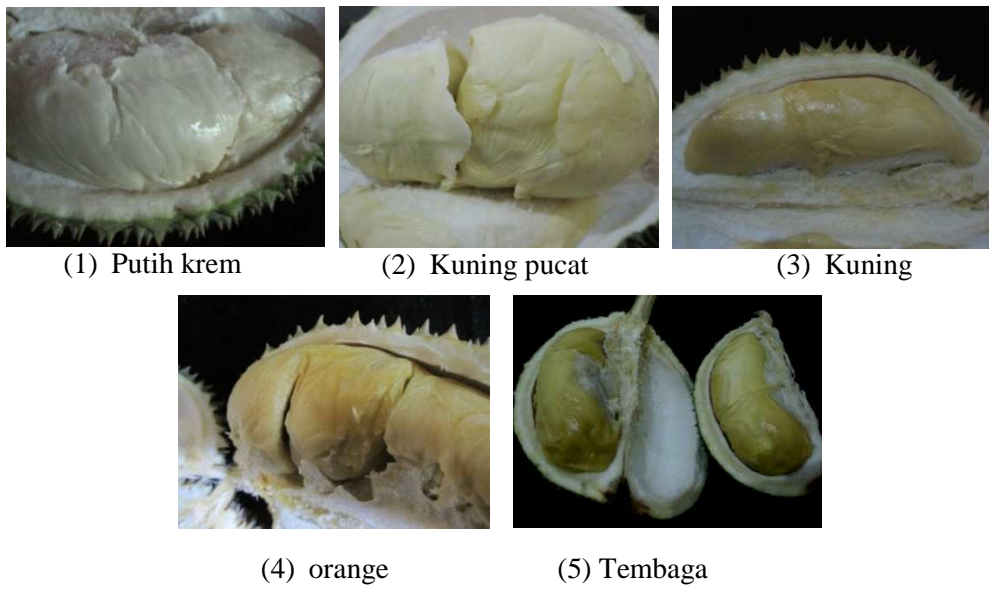 (1) Putih krem
(2) Kuning pucat
(3) Kuning
(4) orange
(5) Tembaga